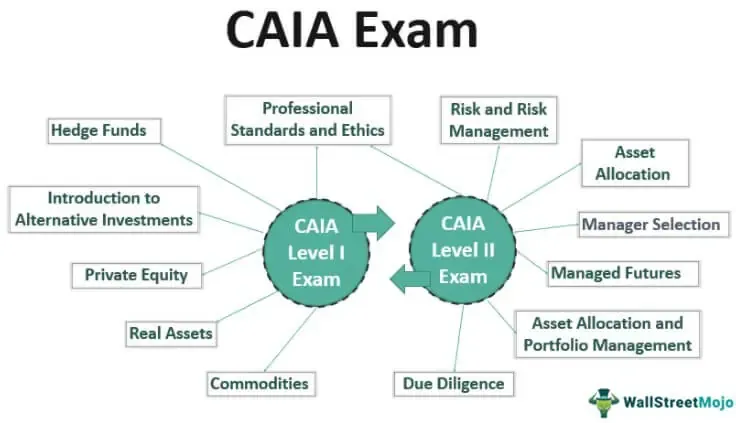 CAIA Exam
Hedge Funds
Professional
Standards and Ethics
Risk and Risk
Management
Asset
Allocation
Introduction to
Alternative Investments
CAIA
Level I
Exam
CAIA
Level II
Exam
Manager Selection
Private Equity
Managed Futures
Real Assets
Asset Allocation and
Portfolio Management
Commodities
Due Diligence
WallStreetMojo